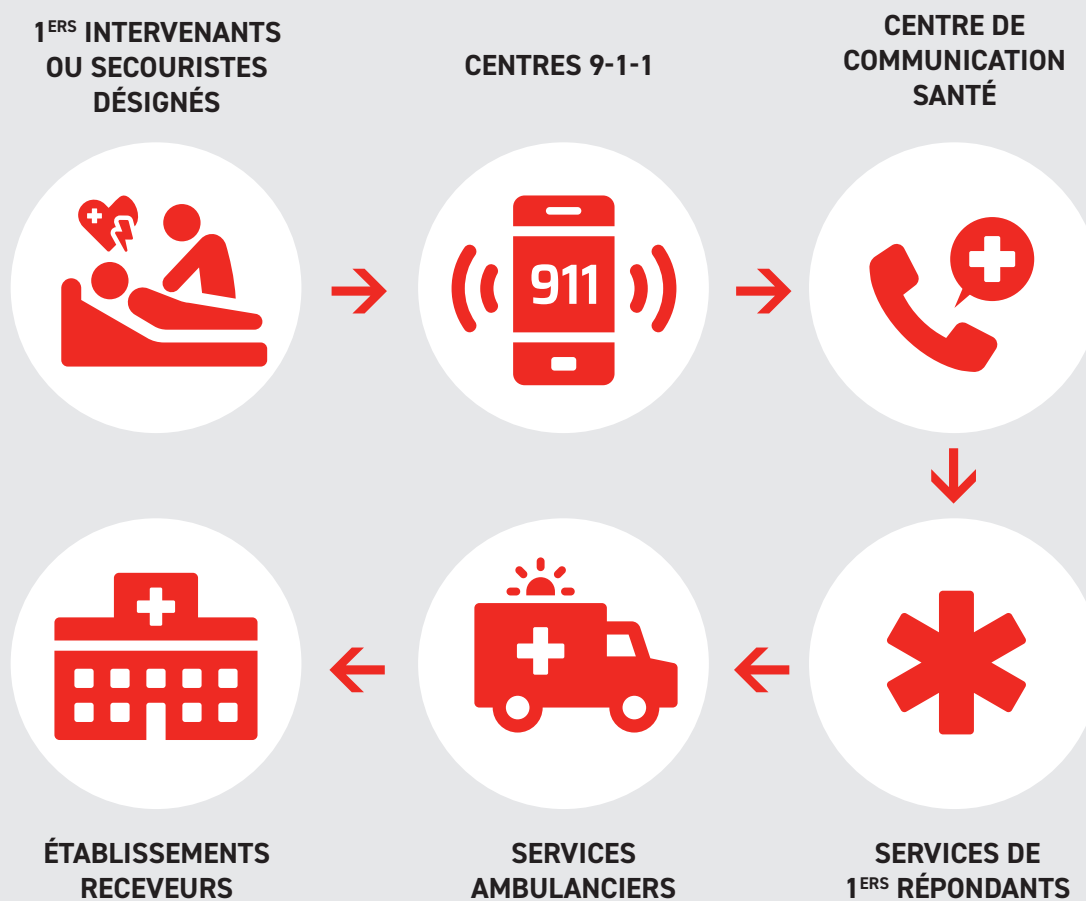 1ERS INTERVENANTS
OU SECOURISTES
DÉSIGNÉS
CENTRES 9-1-1
CENTRE DE
COMMUNICATION
SANTÉ
911
ÉTABLISSEMENTS
RECEVEURS
SERVICES
AMBULANCIERS
SERVICES DE
1ERS RÉPONDANTS